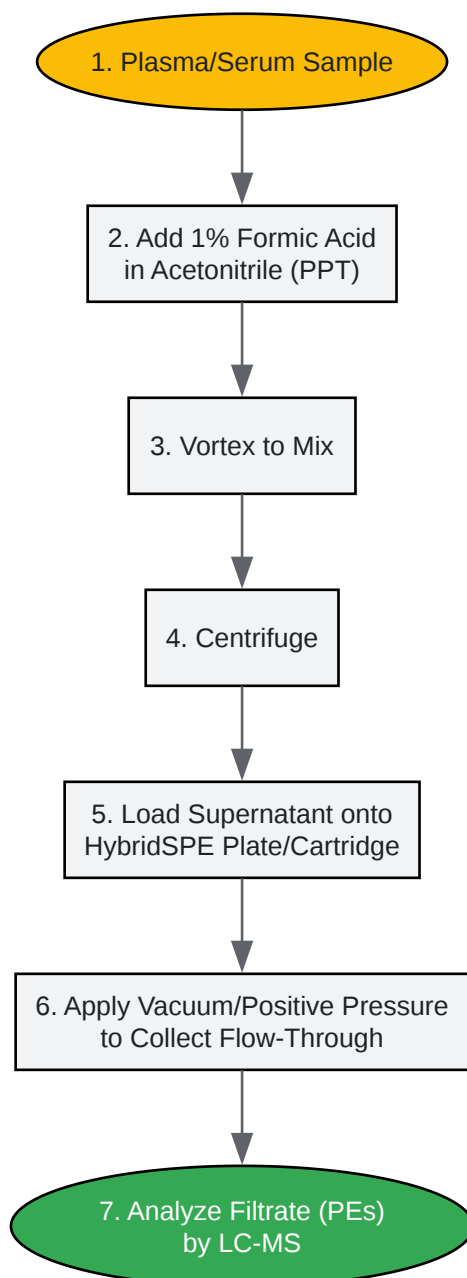 1. Plasma/Serum Sample
2. Add 1% Formic Acid
in Acetonitrile (PPT)
3. Vortex to Mix
4. Centrifuge
5. Load Supernatant onto
HybridSPE Plate/Cartridge
6. Apply Vacuum/Positive Pressure
to Collect Flow-Through
7. Analyze Filtrate (PEs)
by LC-MS